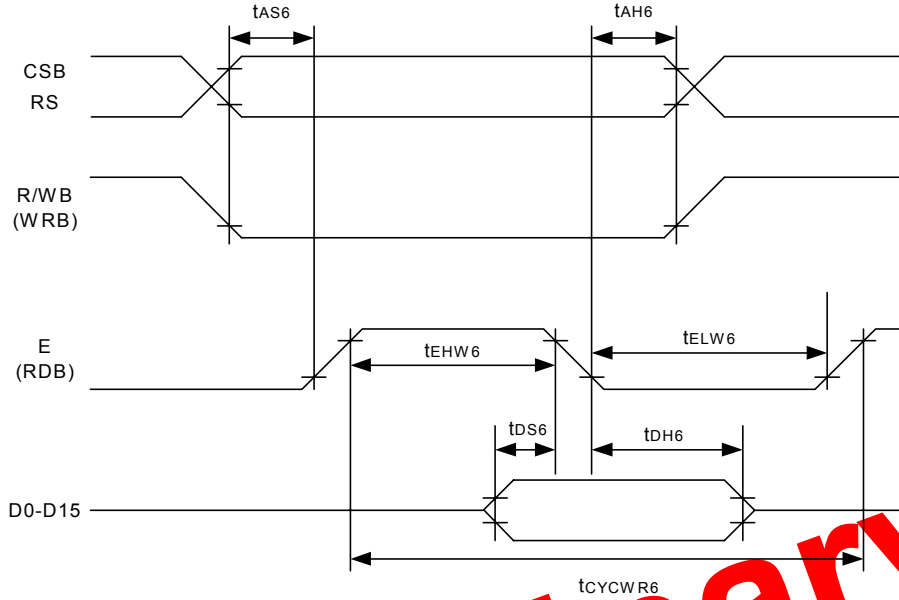 tAS6
tAH6
CSB
RS
R/WB
(WRB)
E
(RDB)
tEHW6
tELW6
tDS6
tDH6
D0-D15
tCYCWR6